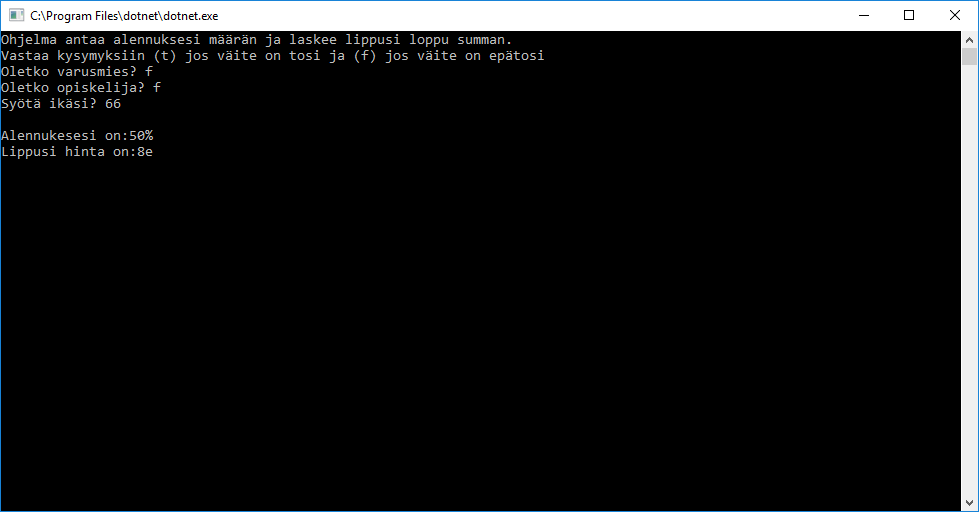 C:\Program Files\dotnet\dotnet.exe
Ohjelma antaa alennuksesi määrän ja laskee lippusi loppu summan.
Vastaa kysymyksiin (t) jos väite on tosi ja (f) jos väite on epätosi
Oletko varusmies? f
Oletko opiskelija? f
Syötä ikäsi? 66
Alennukesesi on:50%
Lippusi hinta on:8e